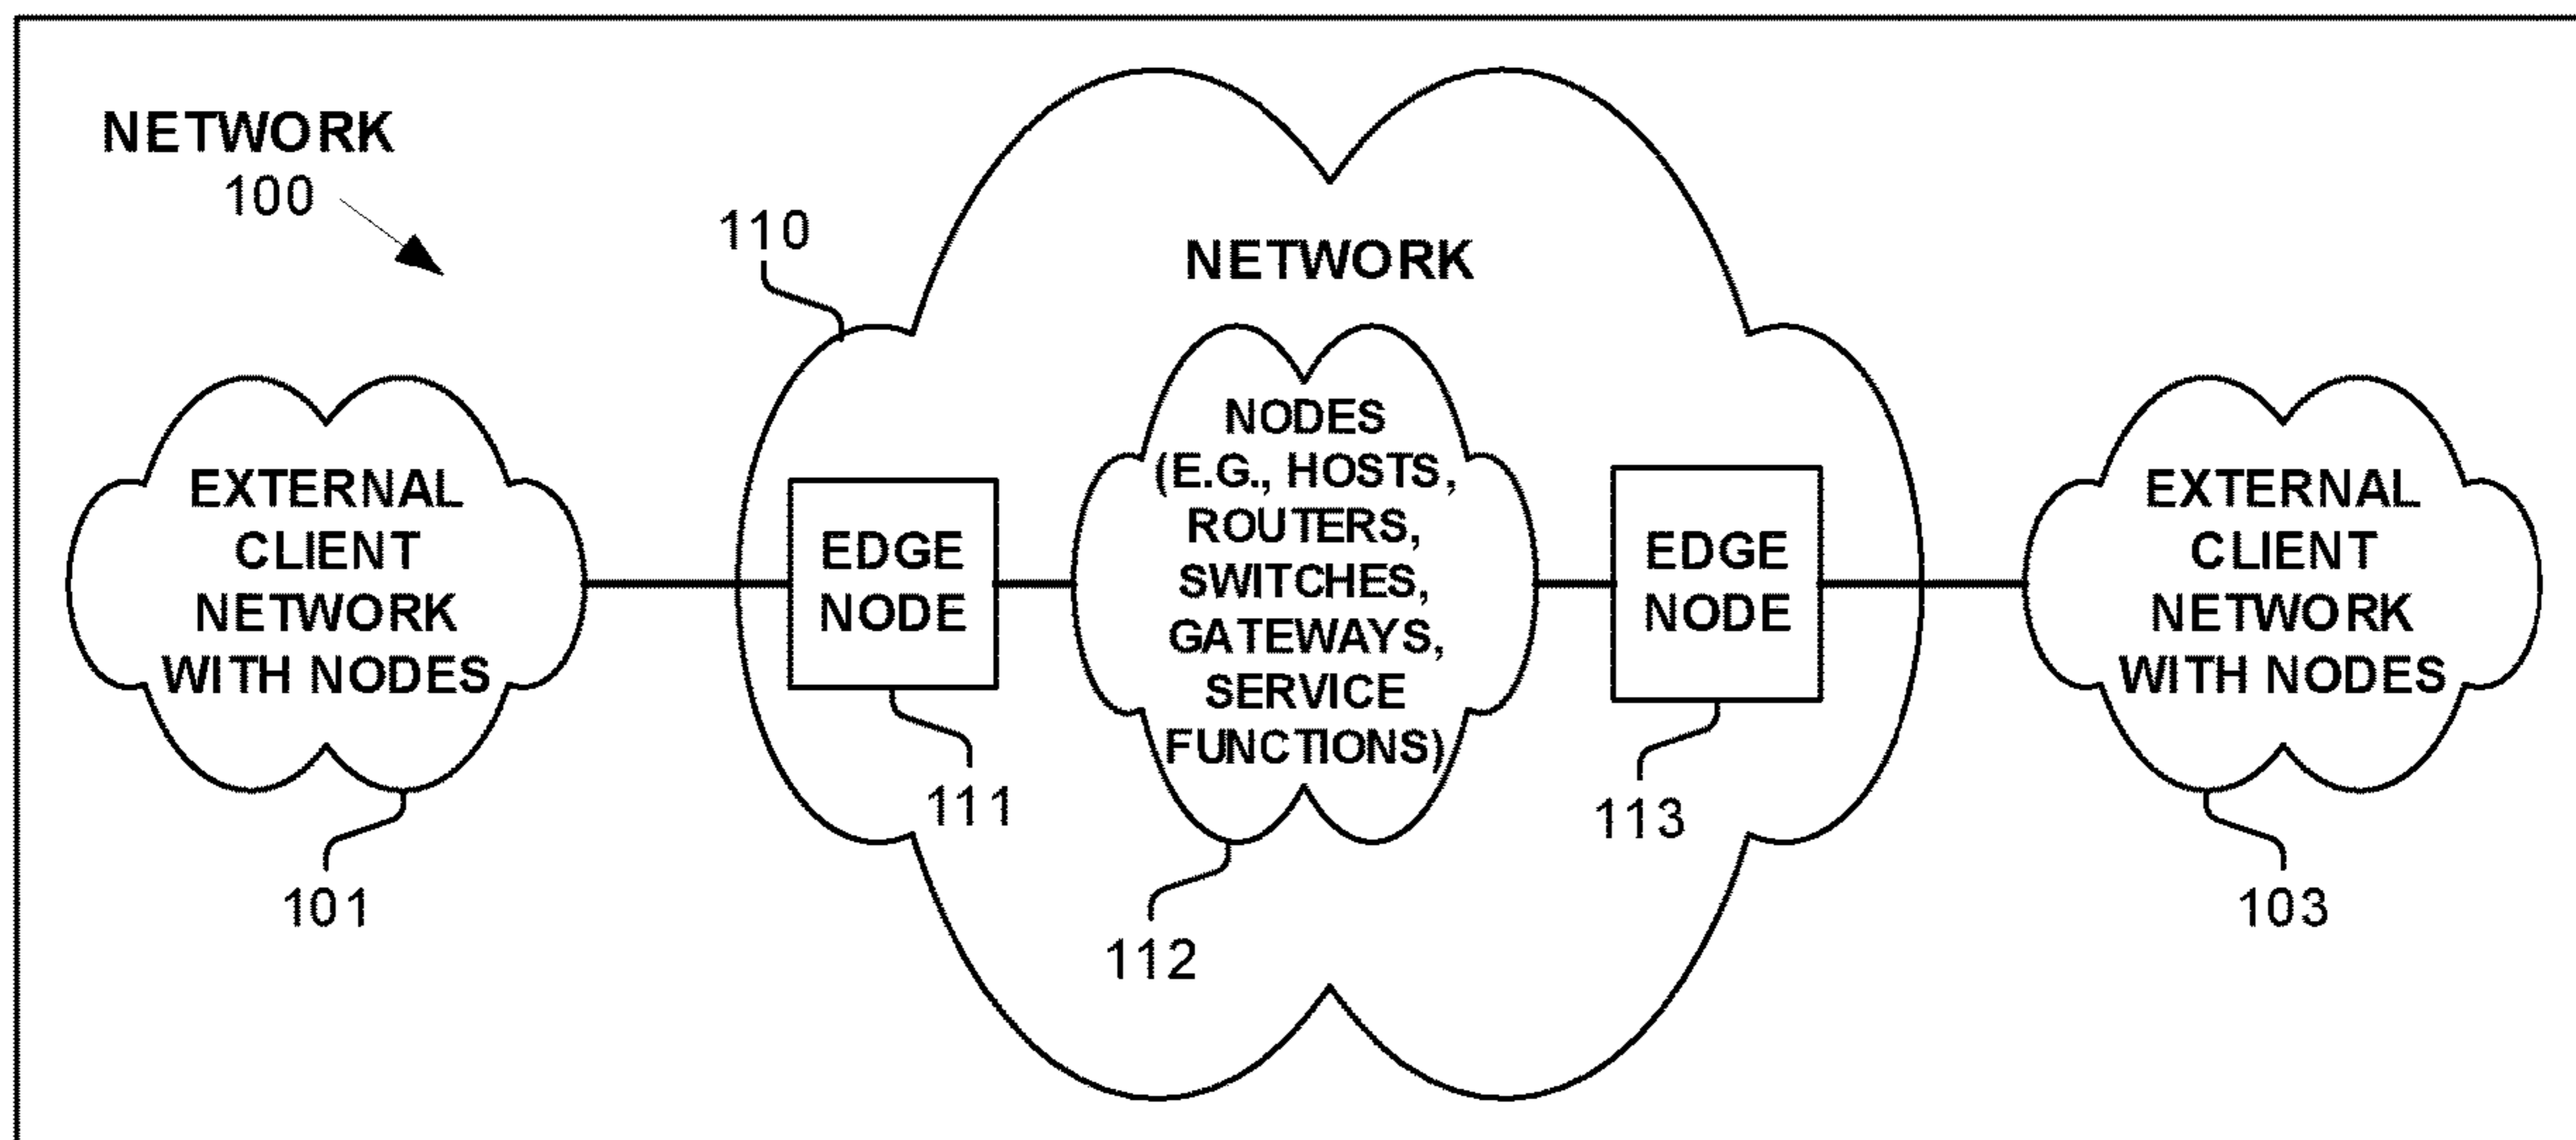 NETWORK
100
110
NETWORK
EXTERNAL
CLIENT
NETWORK
WITH NODES
101
EDGE
NODE
111
NODES
(E.G., HOSTS,
ROUTERS,
SWITCHES,
GATEWAYS,
SERVICE
FUNCTIONS)
112
EDGE
NODE
113
EXTERNAL
CLIENT
NETWORK
WITH NODES
103